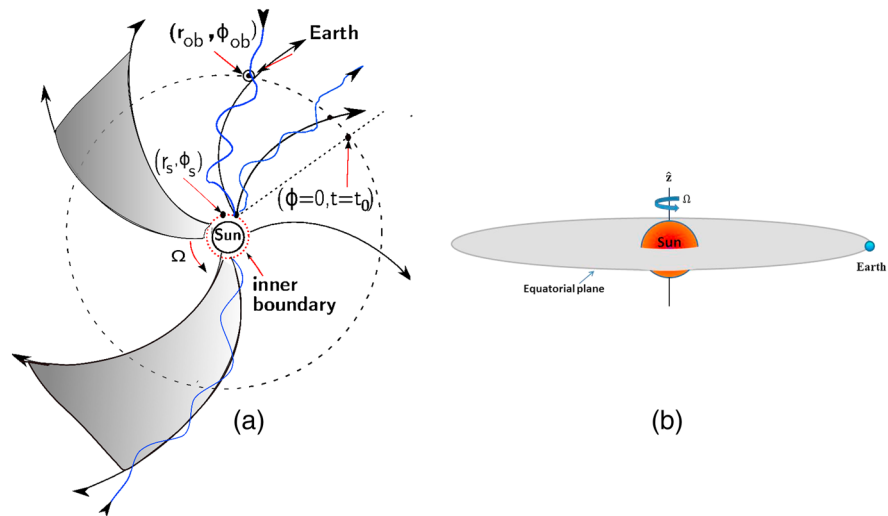 (r_ob, ϕ_ob)
Earth
(r_s, ϕ_s)
(ϕ=0,t=t_0)
Sun
Ω
inner
boundary
(a)
ẑ
Ω
Sun
Earth
Equatorial plane
(b)